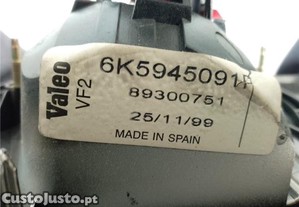 Valeo
VF2
6K5945091
89300751
25/11/99
MADE IN SPAIN
CustoJusto.pt